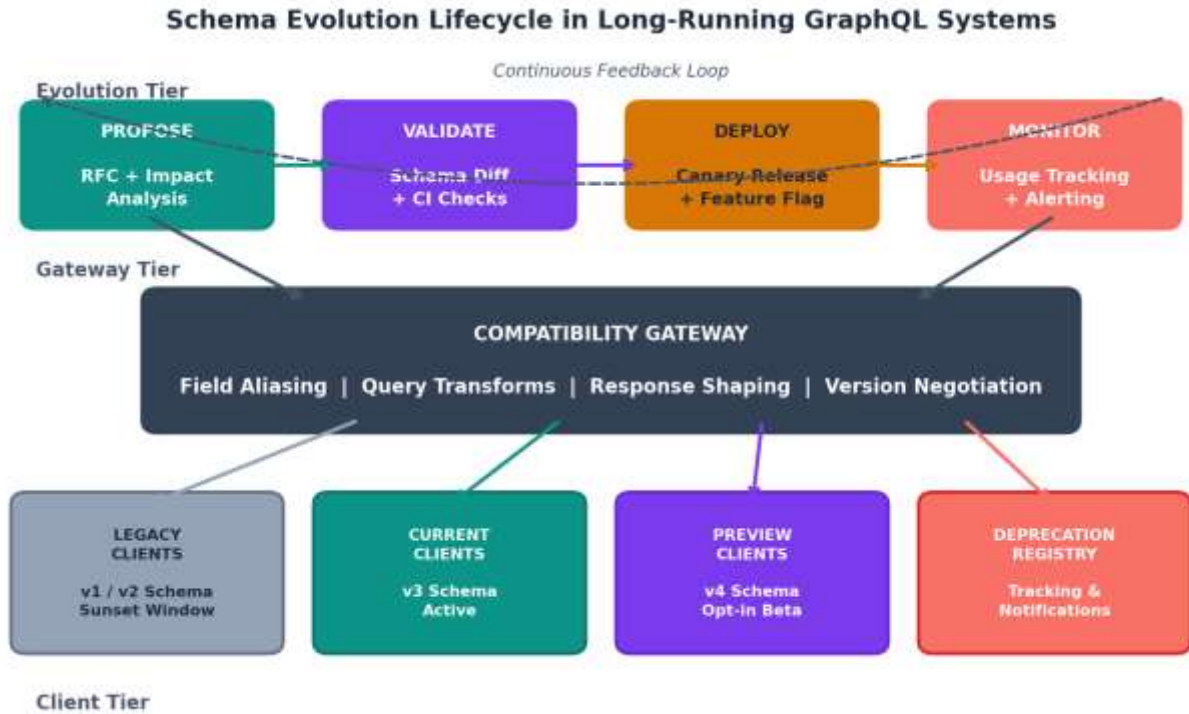 Schema Evolution Lifecycle in Long-Running GraphQL Systems
Continuous Feedback Loop
Evolution Tier
PROPOSE
RFC + Impact
Analysis
VALIDATE
Schema Diff
+ CI Checks
DEPLOY
Canary Release
+ Feature Flag
MONITOR
Usage Tracking
+ Alerting
Gateway Tier
COMPATIBILITY GATEWAY
Field Aliasing | Query Transforms | Response Shaping | Version Negotiation
LEGACY
CLIENTS
v1 / v2 Schema
Sunset Window
CURRENT
CLIENTS
v3 Schema
Active
PREVIEW
CLIENTS
v4 Schema
Opt-in Beta
DEPRECATION
REGISTRY
Tracking &
Notifications
Client Tier